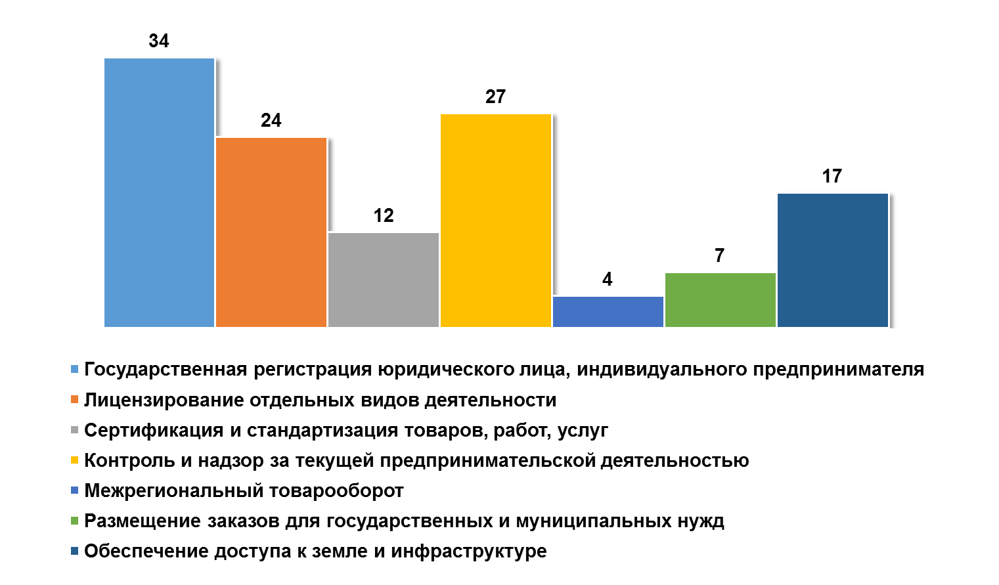 34
24
12
27
4
7
17
Государственная регистрация юридического лица, индивидуального предпринимателя
Лицензирование отдельных видов деятельности
Сертификация и стандартизация товаров, работ, услуг
Контроль и надзор за текущей предпринимательской деятельностью
Межрегиональный товарооборот
Размещение заказов для государственных и муниципальных нужд
Обеспечение доступа к земле и инфраструктуре